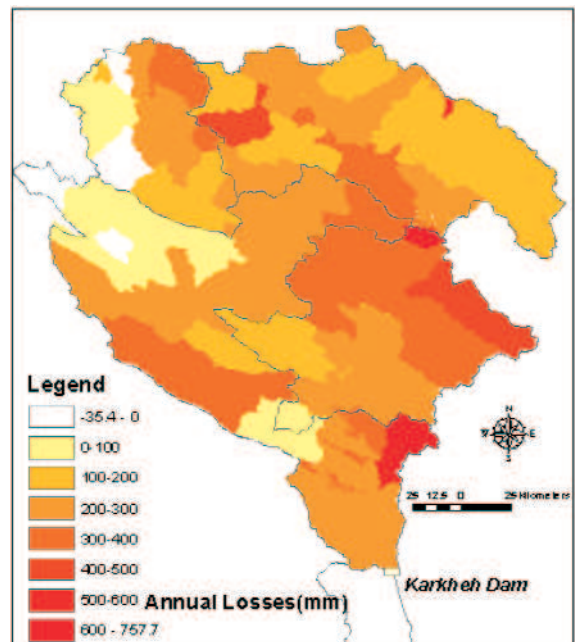 Legend
-35.4 - 0
0-100
100-200
200-300
300-400
400-500
500-600
600 - 757.7
Annual Losses(mm)
N
W
E
S
25 12.5 0 25 Kilometers
Karkheh Dam